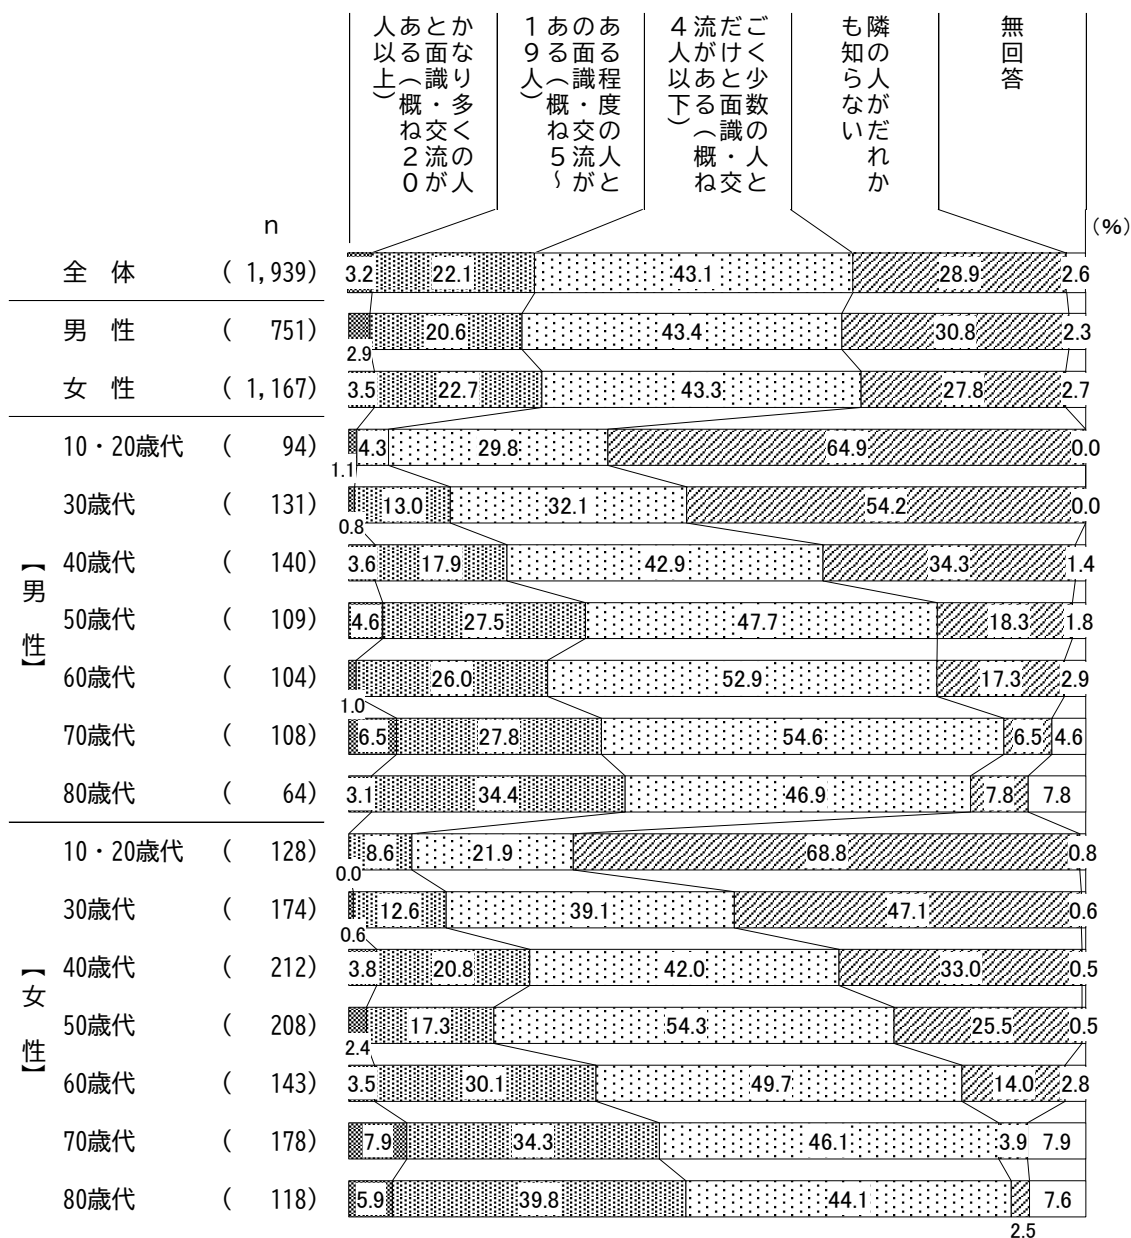 かなり多くの人
と面識・交流が
ある（概ね２０
人以上）
ある程度の人と
の面識・交流が
ある（概ね５～
１９人）
ごく少数の人と
だけと面識・交
流がある（概ね
４人以下）
隣の人がだれか
も知らない
無回答
n
(%)
全　体 ( 1,939) 3.2 22.1 43.1 28.9 2.6
男　性 ( 751) 2.9 20.6 43.4 30.8 2.3
女　性 ( 1,167) 3.5 22.7 43.3 27.8 2.7
【男　性】
10・20歳代 ( 94) 1.1 4.3 29.8 64.9 0.0
30歳代 ( 131) 0.8 13.0 32.1 54.2 0.0
40歳代 ( 140) 3.6 17.9 42.9 34.3 1.4
50歳代 ( 109) 4.6 27.5 47.7 18.3 1.8
60歳代 ( 104) 1.0 26.0 52.9 17.3 2.9
70歳代 ( 108) 6.5 27.8 54.6 6.5 4.6
80歳代 ( 64) 3.1 34.4 46.9 7.8 7.8
【女　性】
10・20歳代 ( 128) 0.0 8.6 21.9 68.8 0.8
30歳代 ( 174) 0.6 12.6 39.1 47.1 0.6
40歳代 ( 212) 3.8 20.8 42.0 33.0 0.5
50歳代 ( 208) 2.4 17.3 54.3 25.5 0.5
60歳代 ( 143) 3.5 30.1 49.7 14.0 2.8
70歳代 ( 178) 7.9 34.3 46.1 3.9 7.9
80歳代 ( 118) 5.9 39.8 44.1 2.5 7.6